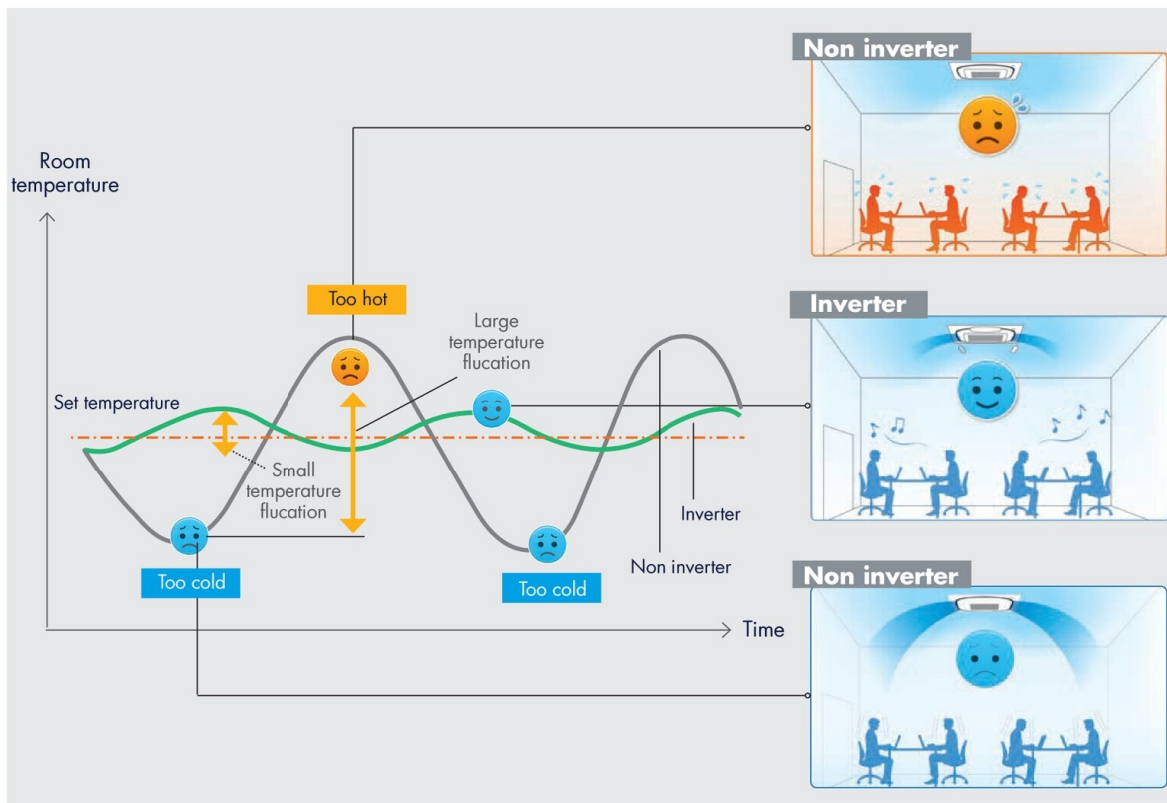 Non inverter
Room
temperature
Too hot
Large
temperature
flucation
Inverter
Set temperature
Small
temperature
flucation
Inverter
Non inverter
Too cold
Too cold
Non inverter
Time